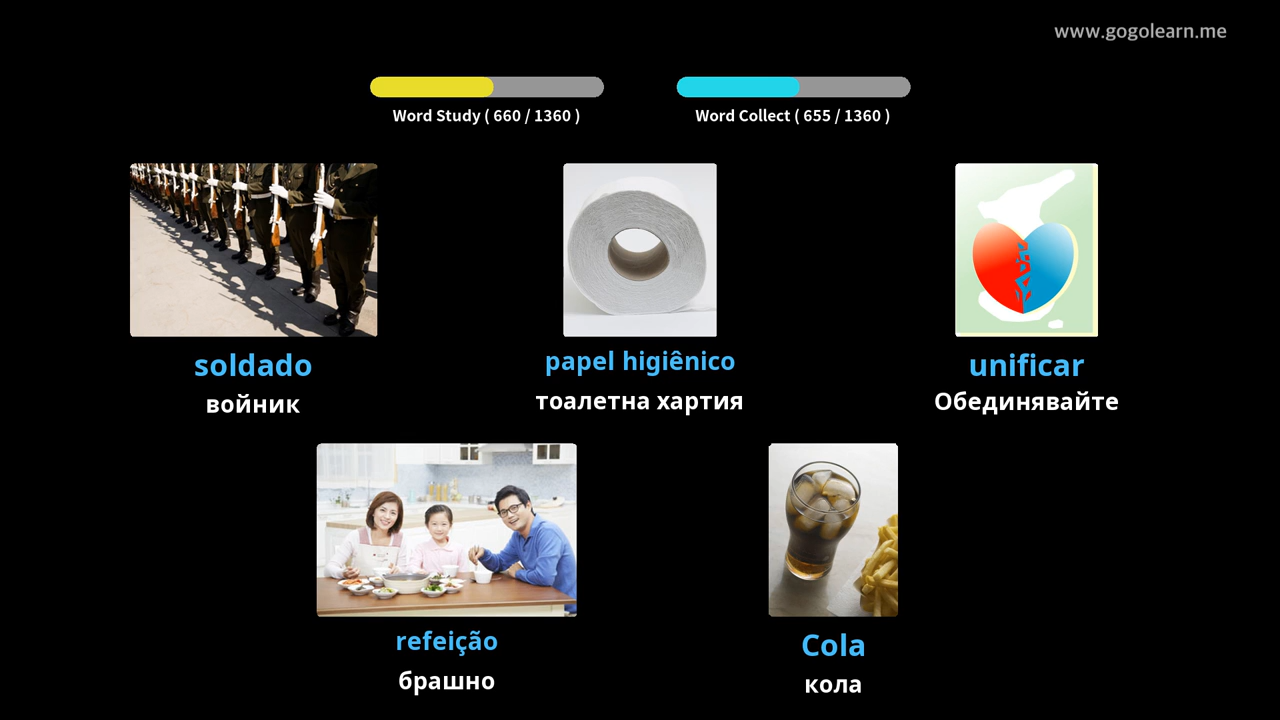 www.gogolearn.me
Word Study ( 660 / 1360 )
Word Collect ( 655 / 1360 )
soldado
войник
papel higiênico
тоалетна хартия
unificar
Обединявайте
refeição
брашно
Cola
кола